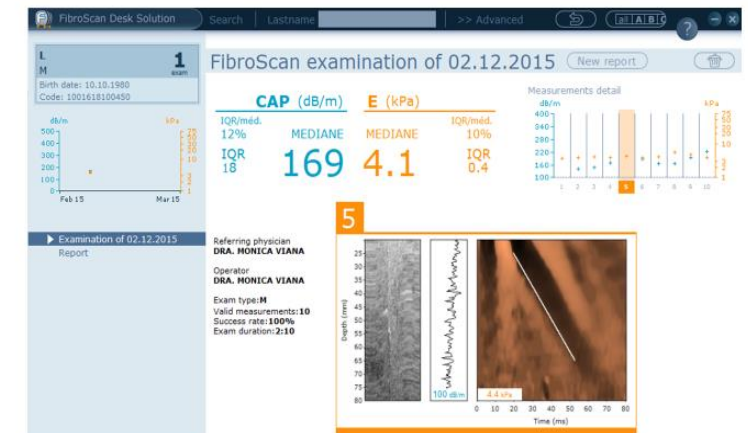 FibroScan Desk Solution
Search
Lastname
>> Advanced
all A B C
?
L
M
1
exam
Birth date: 10.10.1980
Code: 1001618100450
dB/m
kPa
500
400
300
200
100
0
Feb 15
Mar 15
Examination of 02.12.2015
Report
FibroScan examination of 02.12.2015
New report
CAP (dB/m)
E (kPa)
IQR/méd.
12%
MEDIANE
MEDIANE
IQR/méd.
10%
IQR
18
169
4.1
IQR
0.4
Measurements detail
dB/m
kPa
400
340
280
220
160
100
1 2 3 4 5 6 7 8 9 10
5
Referring physician
DRA. MONICA VIANA
Operator
DRA. MONICA VIANA
Exam type:M
Valid measurements:10
Success rate:100%
Exam duration:2:10
Depth (mm)
25
30
35
40
45
50
55
60
65
70
75
80
100 dB/m
4.4 kPa
0 10 20 30 40 50 60 70 80
Time (ms)